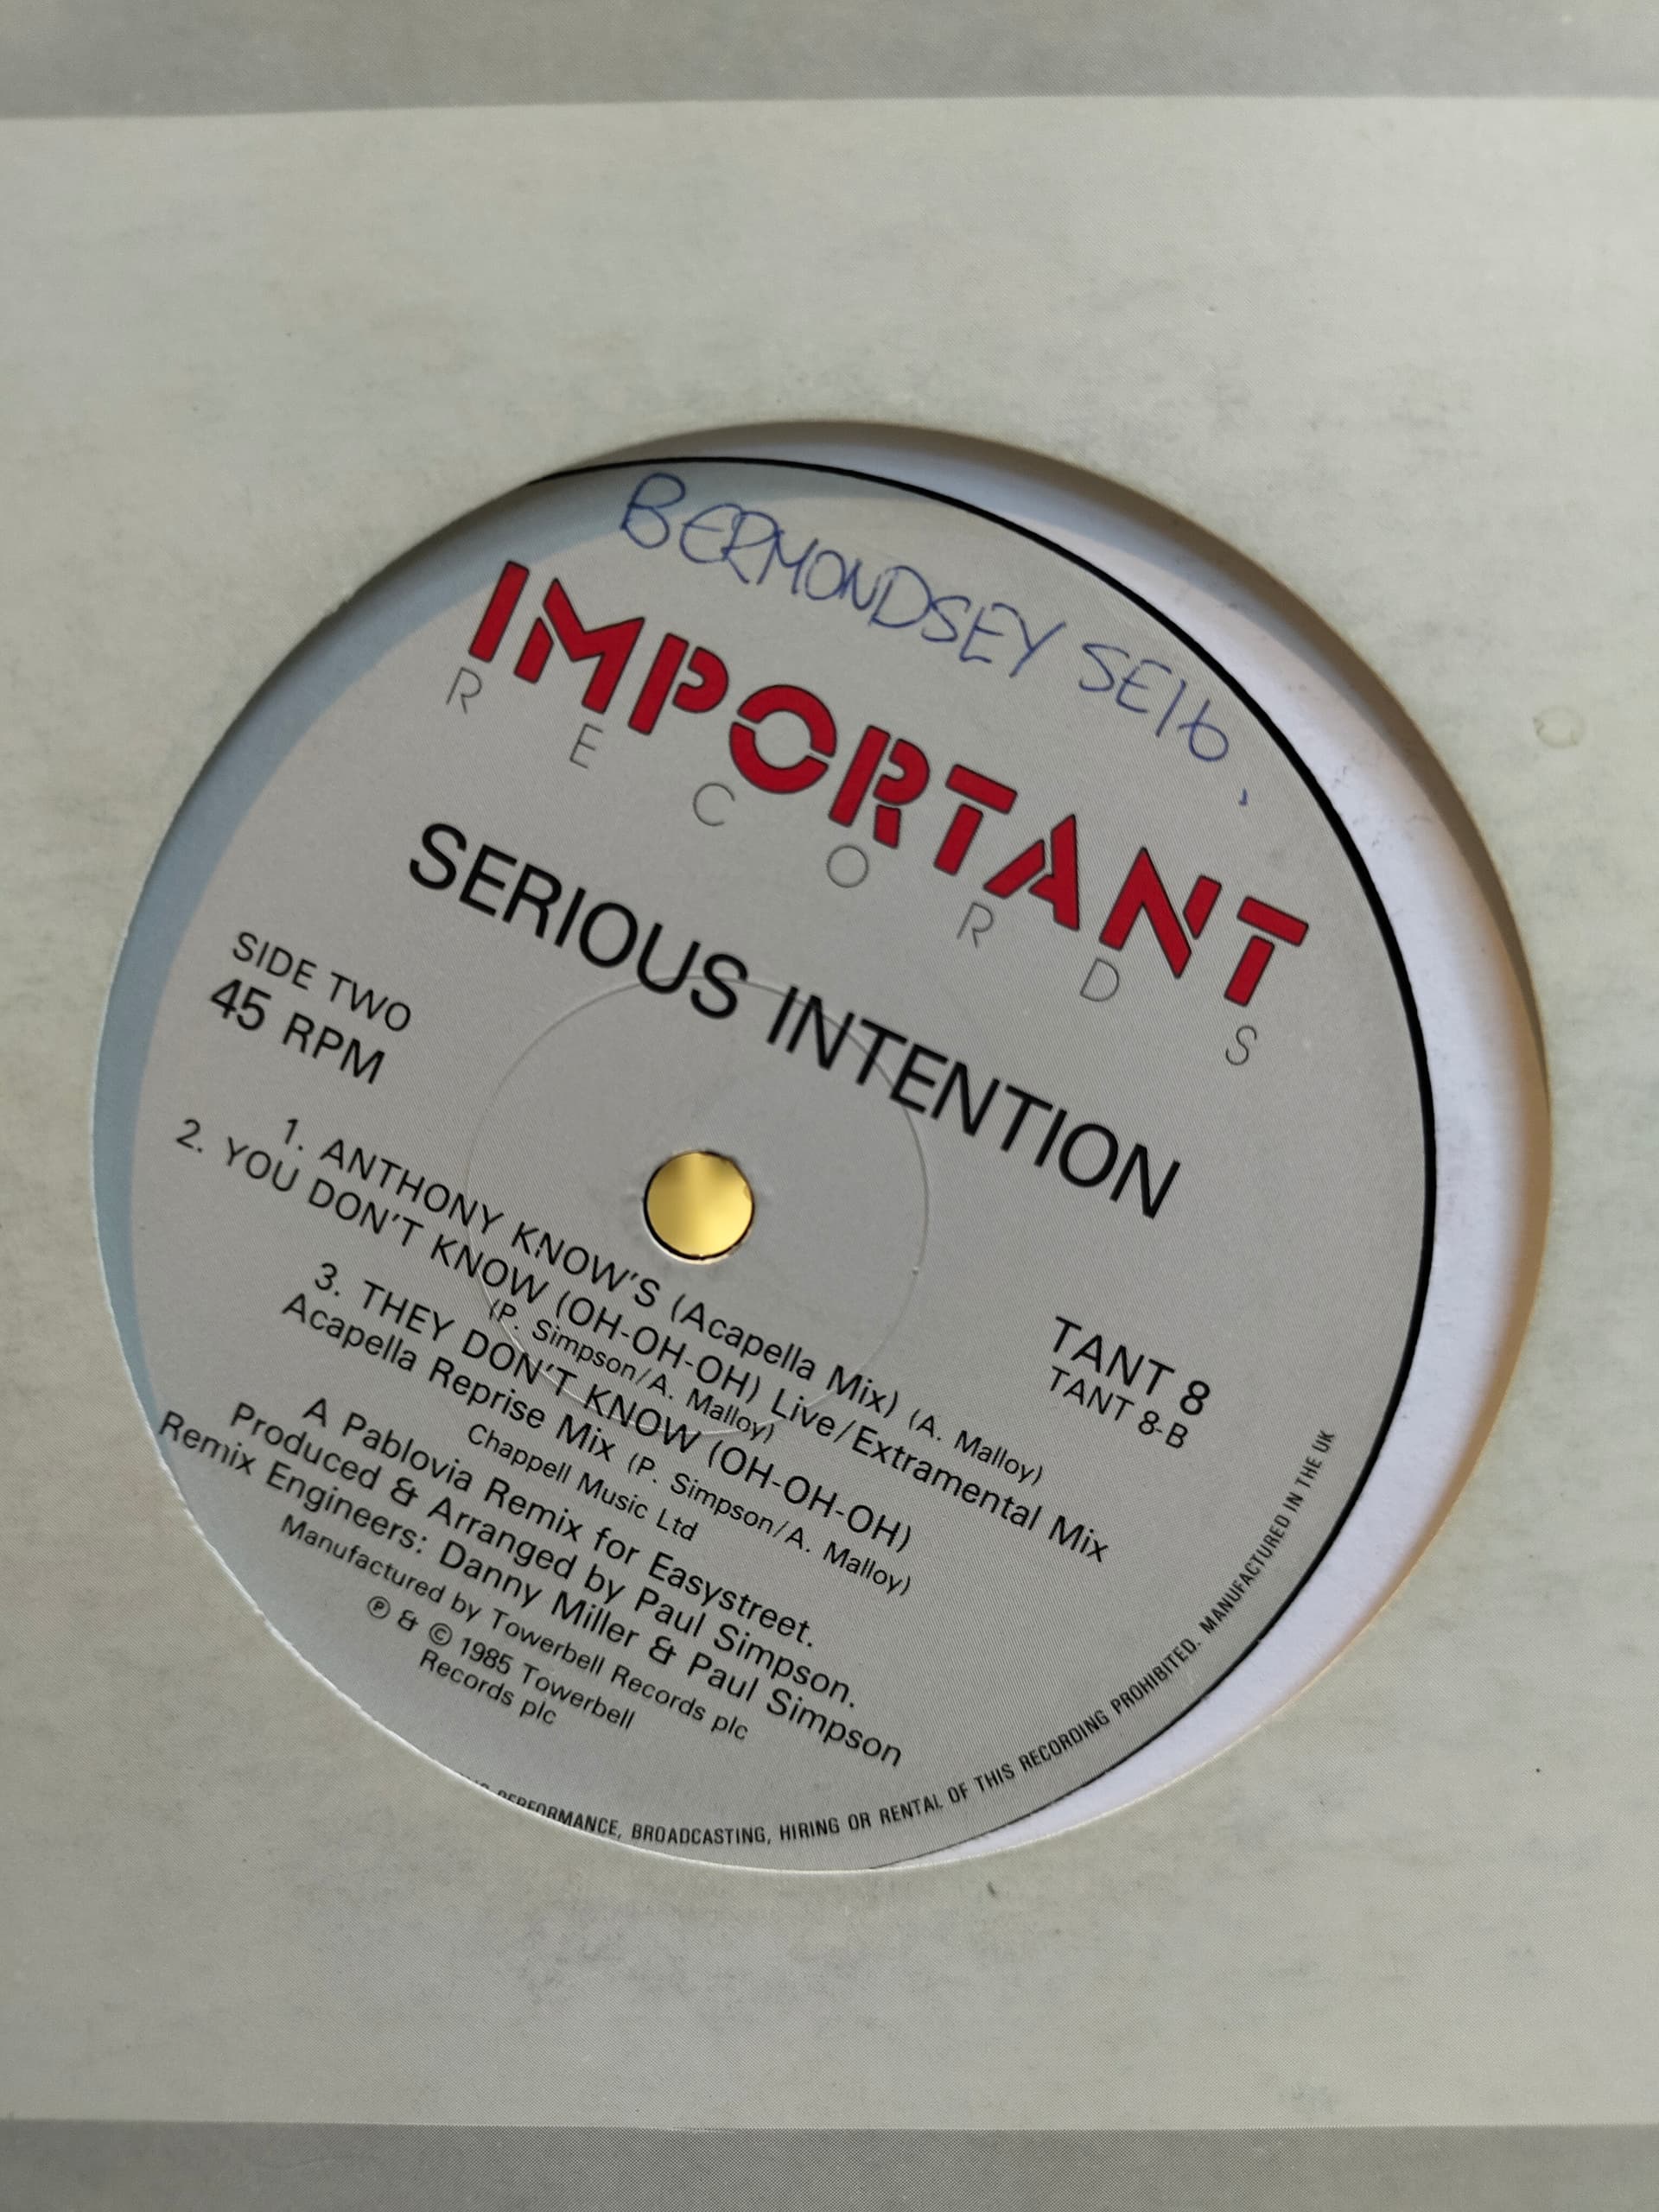 BERMONDSEY SE16.
IMPORTANT
RECORDS
SERIOUS INTENTION
SIDE TWO
45 RPM
TANT 8
TANT 8-B
1. ANTHONY KNOW'S (Acapella Mix) (A. Malloy)
2. YOU DON'T KNOW (OH-OH-OH) Live/Extramental Mix
(P. Simpson/A. Malloy)
3. THEY DON'T KNOW (OH-OH-OH)
Acapella Reprise Mix (P. Simpson/A. Malloy)
Chappell Music Ltd
A Pablovia Remix for Easystreet.
Produced & Arranged by Paul Simpson.
Remix Engineers: Danny Miller & Paul Simpson
Manufactured by Towerbell Records plc
℗ & © 1985 Towerbell
Records plc
PERFORMANCE, BROADCASTING, HIRING OR RENTAL OF THIS RECORDING PROHIBITED. MANUFACTURED IN THE UK